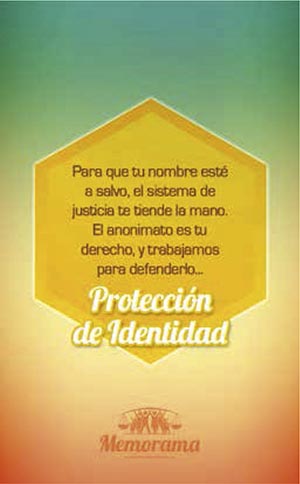 Para que tu nombre esté
a salvo, el sistema de
justicia te tiende la mano.
El anonimato es tu
derecho, y trabajamos
para defenderlo...
Protección
de Identidad
Memorama